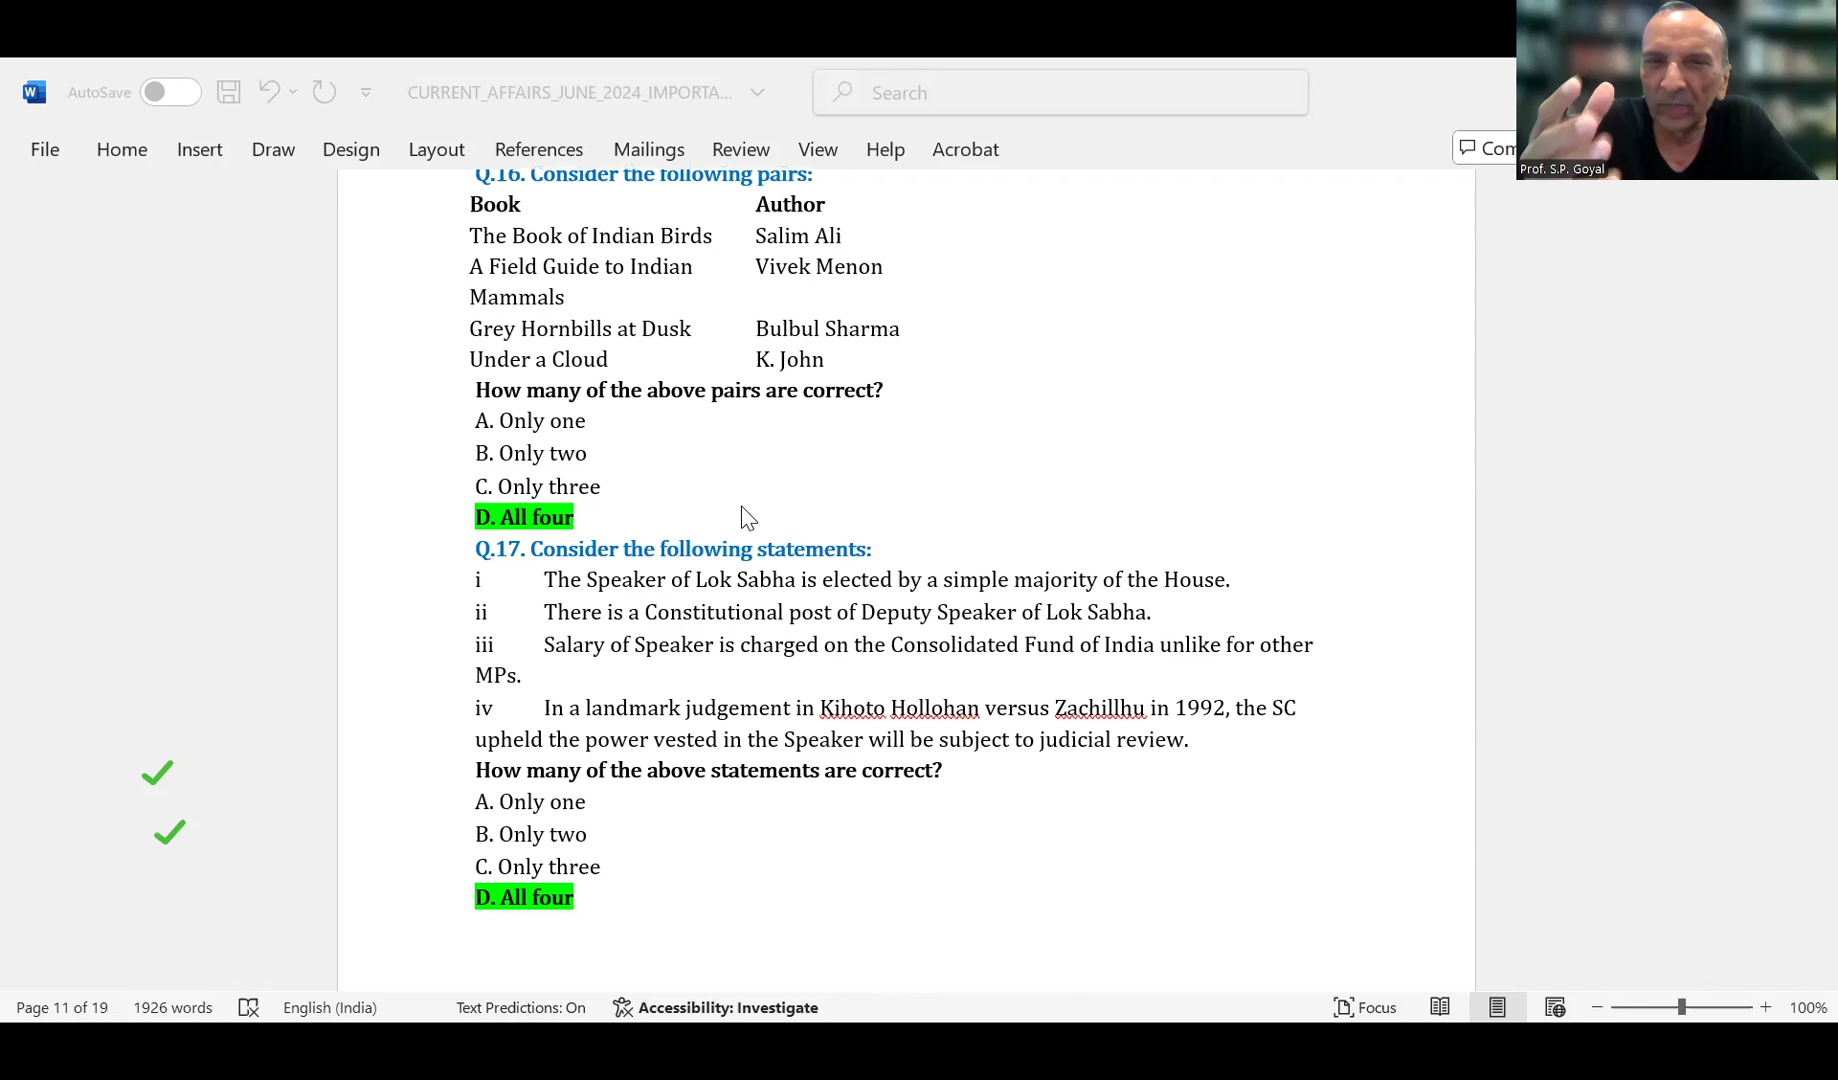 AutoSave
CURRENT_AFFAIRS_JUNE_2024_IMPORTA...
Search
File Home Insert Draw Design Layout References Mailings Review View Help Acrobat
Com
Prof. S.P. Goyal
Q.16. Consider the following pairs:
Book Author
The Book of Indian Birds Salim Ali
A Field Guide to Indian Vivek Menon
Mammals
Grey Hornbills at Dusk Bulbul Sharma
Under a Cloud K. John
How many of the above pairs are correct?
A. Only one
B. Only two
C. Only three
D. All four
Q.17. Consider the following statements:
i The Speaker of Lok Sabha is elected by a simple majority of the House.
ii There is a Constitutional post of Deputy Speaker of Lok Sabha.
iii Salary of Speaker is charged on the Consolidated Fund of India unlike for other
MPs.
iv In a landmark judgement in Kihoto Hollohan versus Zachillhu in 1992, the SC
upheld the power vested in the Speaker will be subject to judicial review.
How many of the above statements are correct?
A. Only one
B. Only two
C. Only three
D. All four
Page 11 of 19 1926 words English (India) Text Predictions: On Accessibility: Investigate Focus 100%